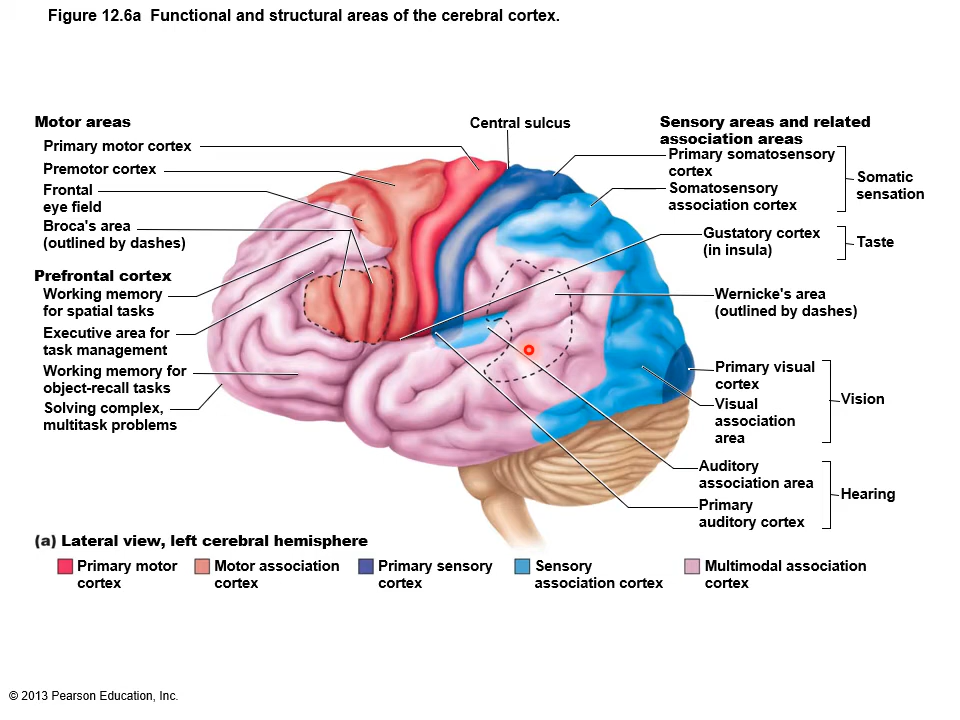 Figure 12.6a  Functional and structural areas of the cerebral cortex.
Motor areas
Primary motor cortex
Premotor cortex
Frontal
eye field
Broca's area
(outlined by dashes)
Prefrontal cortex
Working memory
for spatial tasks
Executive area for
task management
Working memory for
object-recall tasks
Solving complex,
multitask problems
Central sulcus
Sensory areas and related
association areas
Primary somatosensory
cortex
Somatosensory
association cortex
Somatic
sensation
Gustatory cortex
(in insula)
Taste
Wernicke's area
(outlined by dashes)
Primary visual
cortex
Visual
association
area
Vision
Auditory
association area
Primary
auditory cortex
Hearing
(a) Lateral view, left cerebral hemisphere
Primary motor
cortex
Motor association
cortex
Primary sensory
cortex
Sensory
association cortex
Multimodal association
cortex
© 2013 Pearson Education, Inc.